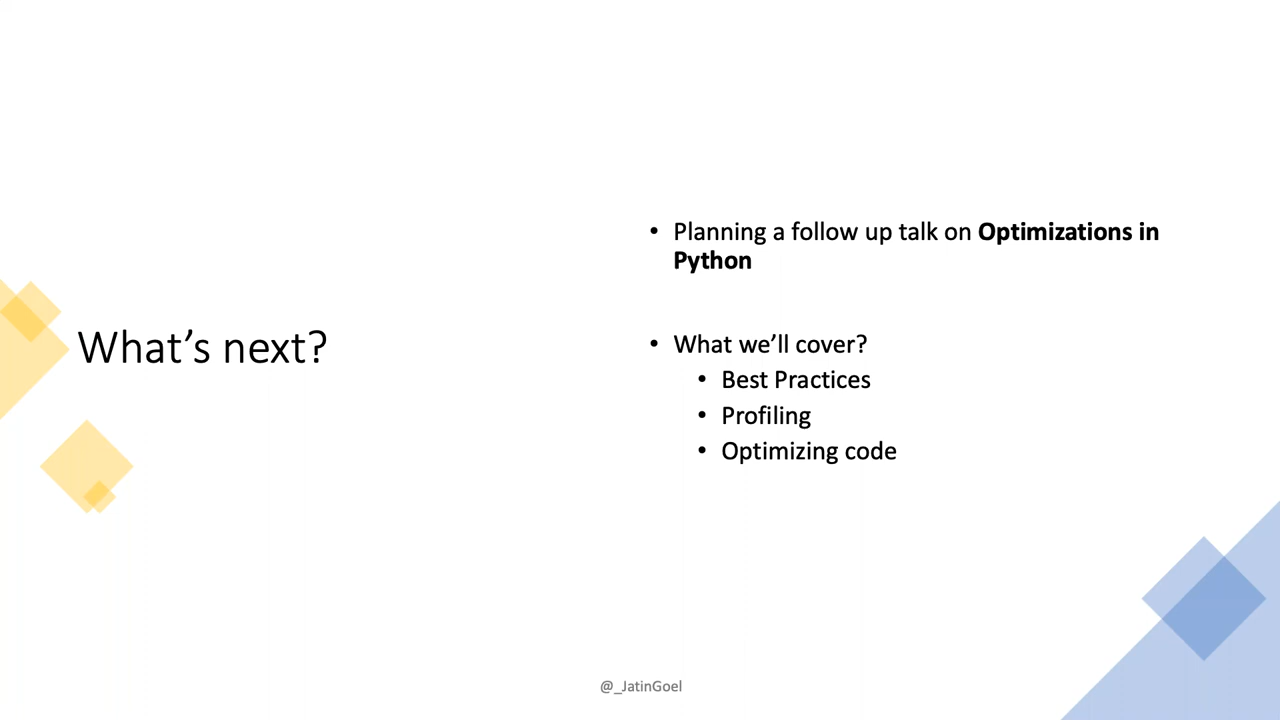 What’s next?
• Planning a follow up talk on Optimizations in
Python
• What we’ll cover?
• Best Practices
• Profiling
• Optimizing code
@_JatinGoel